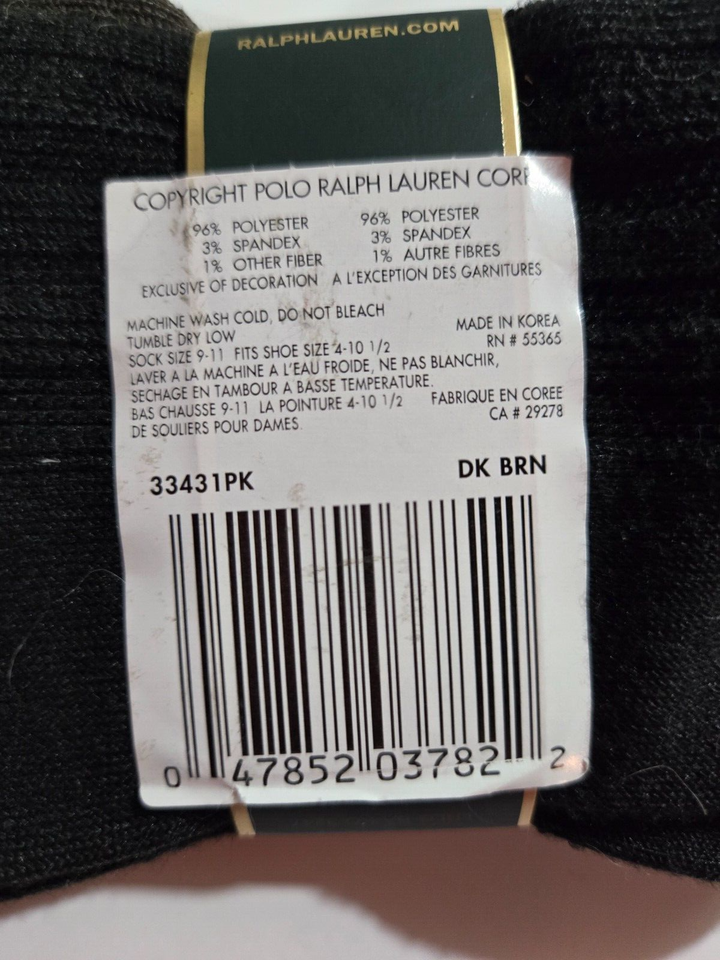 RALPHLAUREN.COM
COPYRIGHT POLO RALPH LAUREN CORP
96% POLYESTER 96% POLYESTER
3% SPANDEX 3% SPANDEX
1% OTHER FIBER 1% AUTRE FIBRES
EXCLUSIVE OF DECORATION A L'EXCEPTION DES GARNITURES
MACHINE WASH COLD, DO NOT BLEACH
TUMBLE DRY LOW MADE IN KOREA
SOCK SIZE 9-11 FITS SHOE SIZE 4-10 1/2 RN # 55365
LAVER A LA MACHINE A L'EAU FROIDE, NE PAS BLANCHIR,
SECHAGE EN TAMBOUR A BASSE TEMPERATURE.
BAS CHAUSSE 9-11 LA POINTURE 4-10 1/2 FABRIQUE EN COREE
DE SOULIERS POUR DAMES. CA # 29278
33431PK DK BRN
0 47852 03782 2